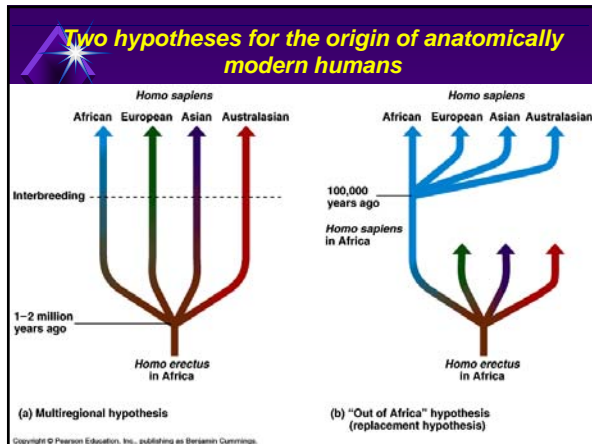 Two hypotheses for the origin of anatomically
modern humans
Homo sapiens
African European Asian Australasian
Interbreeding
1–2 million
years ago
Homo erectus
in Africa
(a) Multiregional hypothesis
Homo sapiens
African European Asian Australasian
100,000
years ago
Homo sapiens
in Africa
Homo erectus
in Africa
(b) "Out of Africa" hypothesis
(replacement hypothesis)
Copyright © Pearson Education, Inc., publishing as Benjamin Cummings.